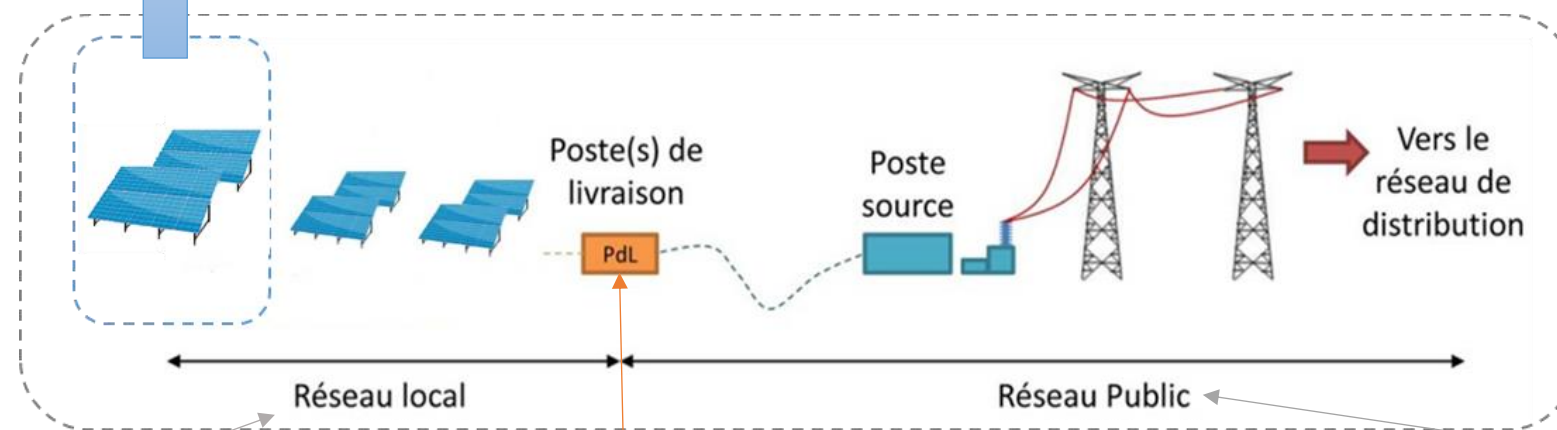 Poste(s) de
livraison
PdL
Poste
source
Vers le
réseau de
distribution
Réseau local
Réseau Public